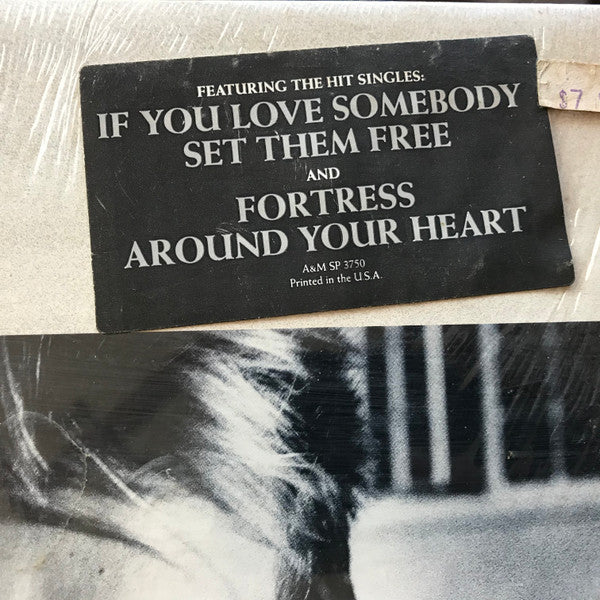 FEATURING THE HIT SINGLES:
IF YOU LOVE SOMEBODY
SET THEM FREE
AND
FORTRESS
AROUND YOUR HEART
A&M SP 3750
Printed in the U.S.A.
87